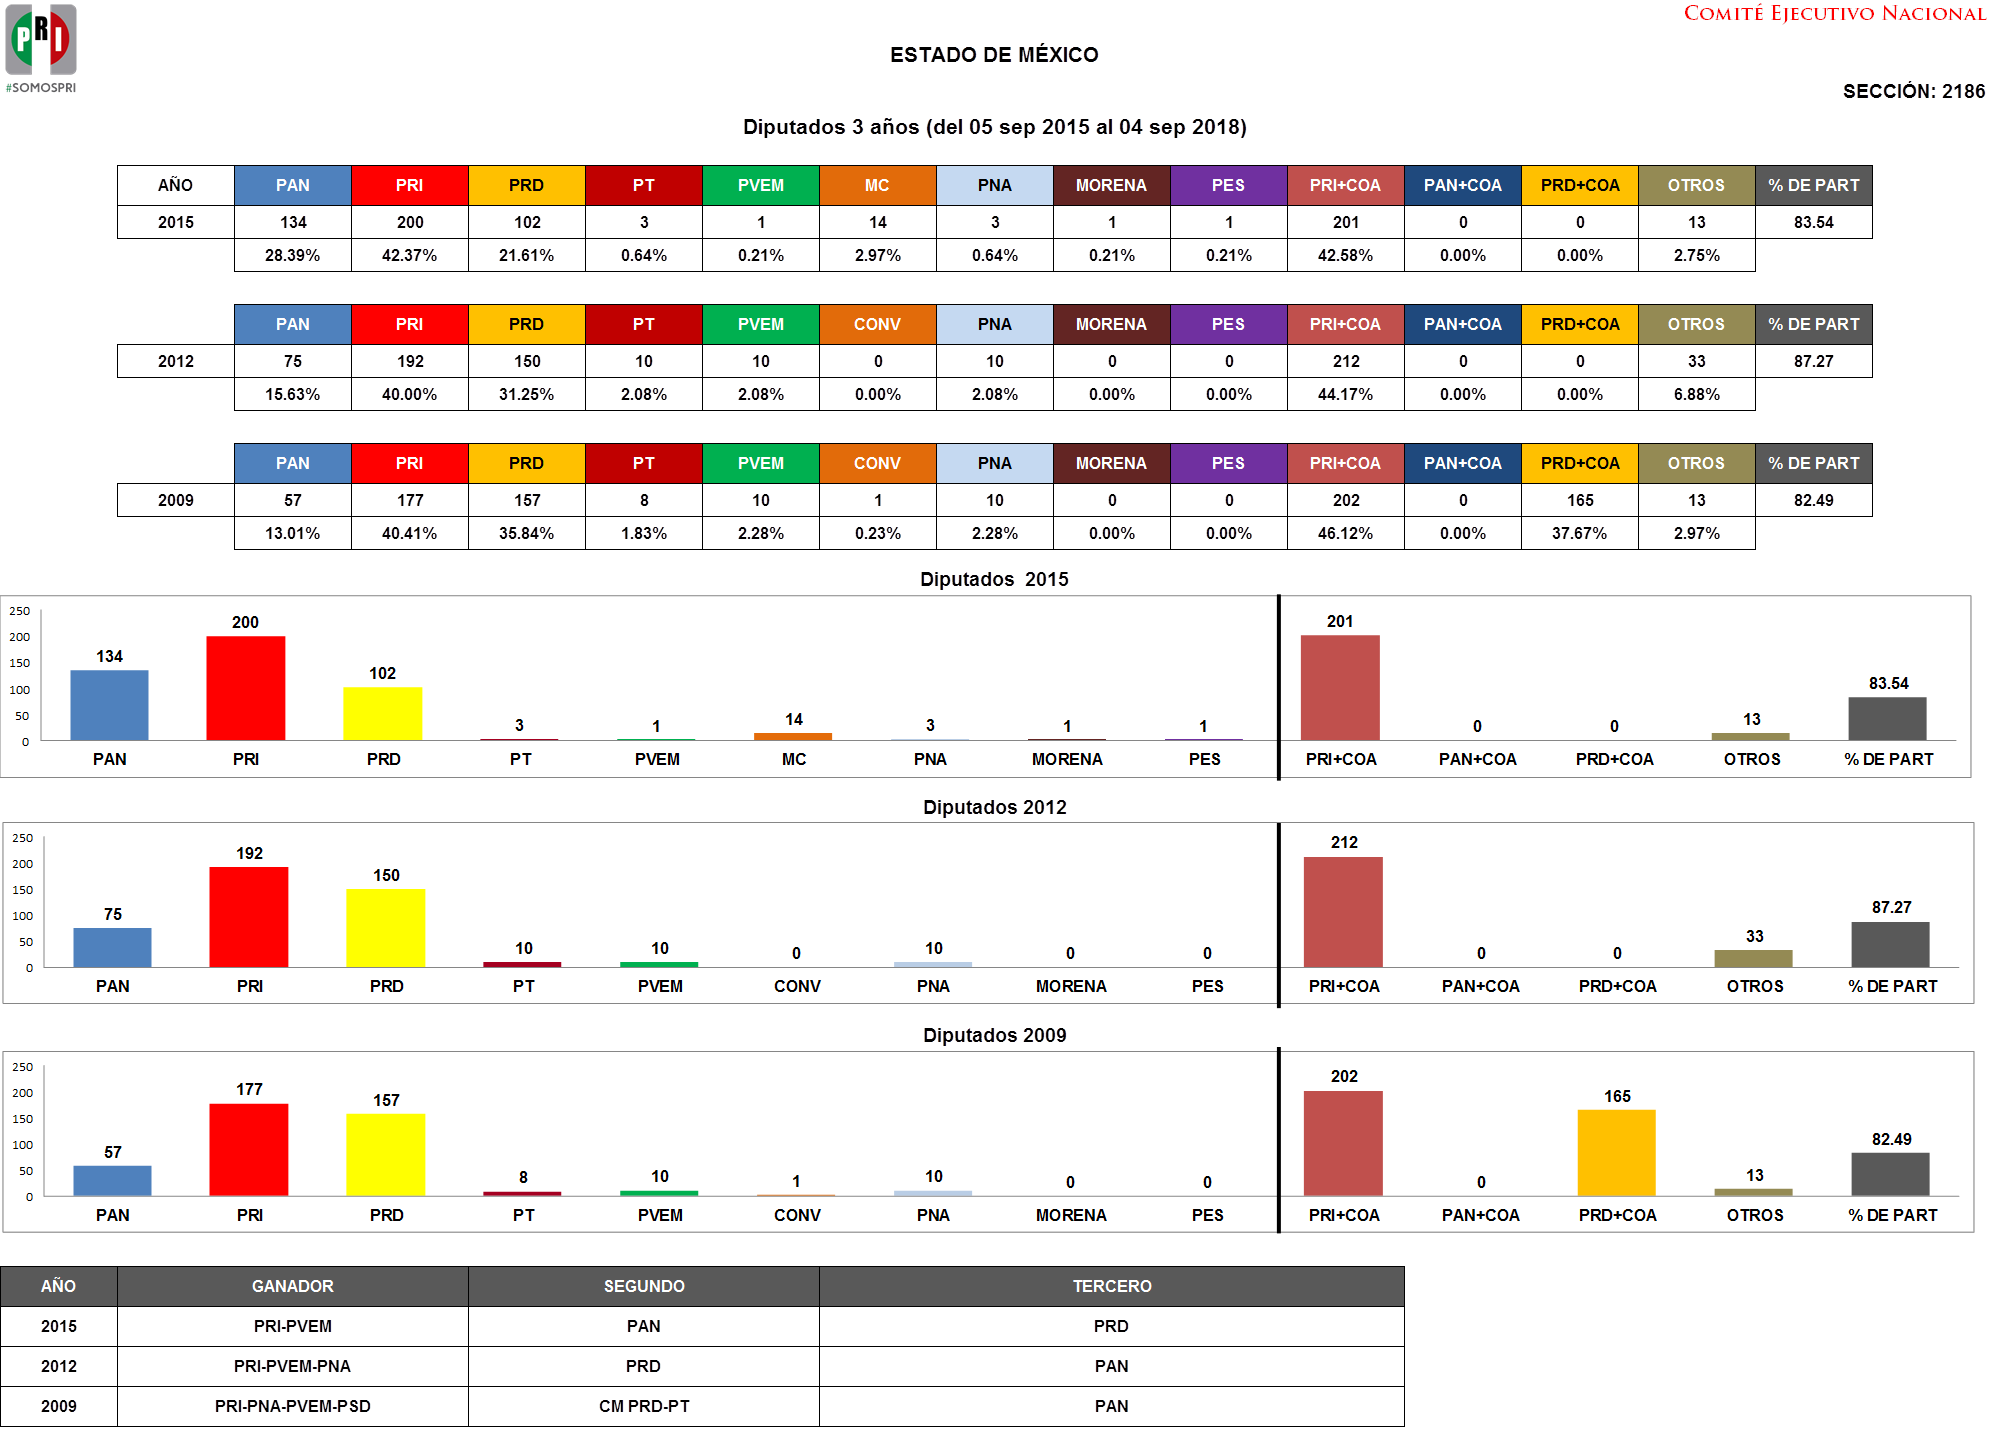 PRI
#SOMOSPRI
COMITÉ EJECUTIVO NACIONAL
ESTADO DE MÉXICO
SECCIÓN: 2186
Diputados 3 años (del 05 sep 2015 al 04 sep 2018)
AÑO PAN PRI PRD PT PVEM MC PNA MORENA PES PRI+COA PAN+COA PRD+COA OTROS % DE PART
2015 134 200 102 3 1 14 3 1 1 201 0 0 13 83.54
28.39% 42.37% 21.61% 0.64% 0.21% 2.97% 0.64% 0.21% 0.21% 42.58% 0.00% 0.00% 2.75%
PAN PRI PRD PT PVEM CONV PNA MORENA PES PRI+COA PAN+COA PRD+COA OTROS % DE PART
2012 75 192 150 10 10 0 10 0 0 212 0 0 33 87.27
15.63% 40.00% 31.25% 2.08% 2.08% 0.00% 2.08% 0.00% 0.00% 44.17% 0.00% 0.00% 6.88%
PAN PRI PRD PT PVEM CONV PNA MORENA PES PRI+COA PAN+COA PRD+COA OTROS % DE PART
2009 57 177 157 8 10 1 10 0 0 202 0 165 13 82.49
13.01% 40.41% 35.84% 1.83% 2.28% 0.23% 2.28% 0.00% 0.00% 46.12% 0.00% 37.67% 2.97%
Diputados 2015
250
200
150
100
50
0
134 200 102 3 1 14 3 1 1 201 0 0 13 83.54
PAN PRI PRD PT PVEM MC PNA MORENA PES PRI+COA PAN+COA PRD+COA OTROS % DE PART
Diputados 2012
250
200
150
100
50
0
75 192 150 10 10 0 10 0 0 212 0 0 33 87.27
PAN PRI PRD PT PVEM CONV PNA MORENA PES PRI+COA PAN+COA PRD+COA OTROS % DE PART
Diputados 2009
250
200
150
100
50
0
57 177 157 8 10 1 10 0 0 202 0 165 13 82.49
PAN PRI PRD PT PVEM CONV PNA MORENA PES PRI+COA PAN+COA PRD+COA OTROS % DE PART
AÑO GANADOR SEGUNDO TERCERO
2015 PRI-PVEM PAN PRD
2012 PRI-PVEM-PNA PRD PAN
2009 PRI-PNA-PVEM-PSD CM PRD-PT PAN